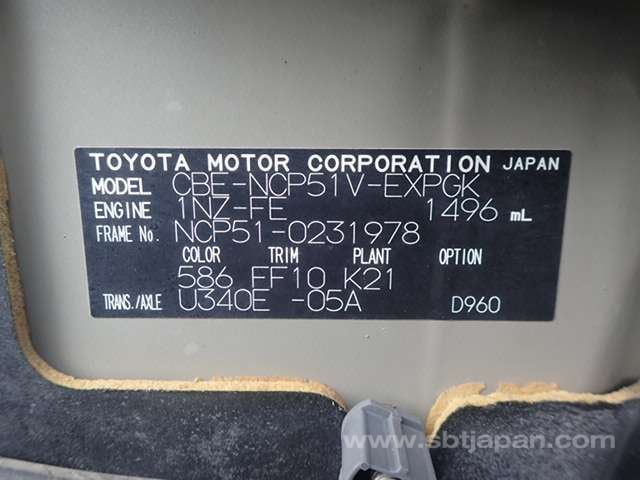 TOYOTA MOTOR CORPORATION JAPAN
MODEL CBE-NCP51V-EXPGK
ENGINE 1NZ-FE 1496 mL
FRAME No. NCP51-0231978
COLOR TRIM PLANT OPTION
586 FF10 K21
TRANS./AXLE U340E -05A D960
www.sbtjapan.com